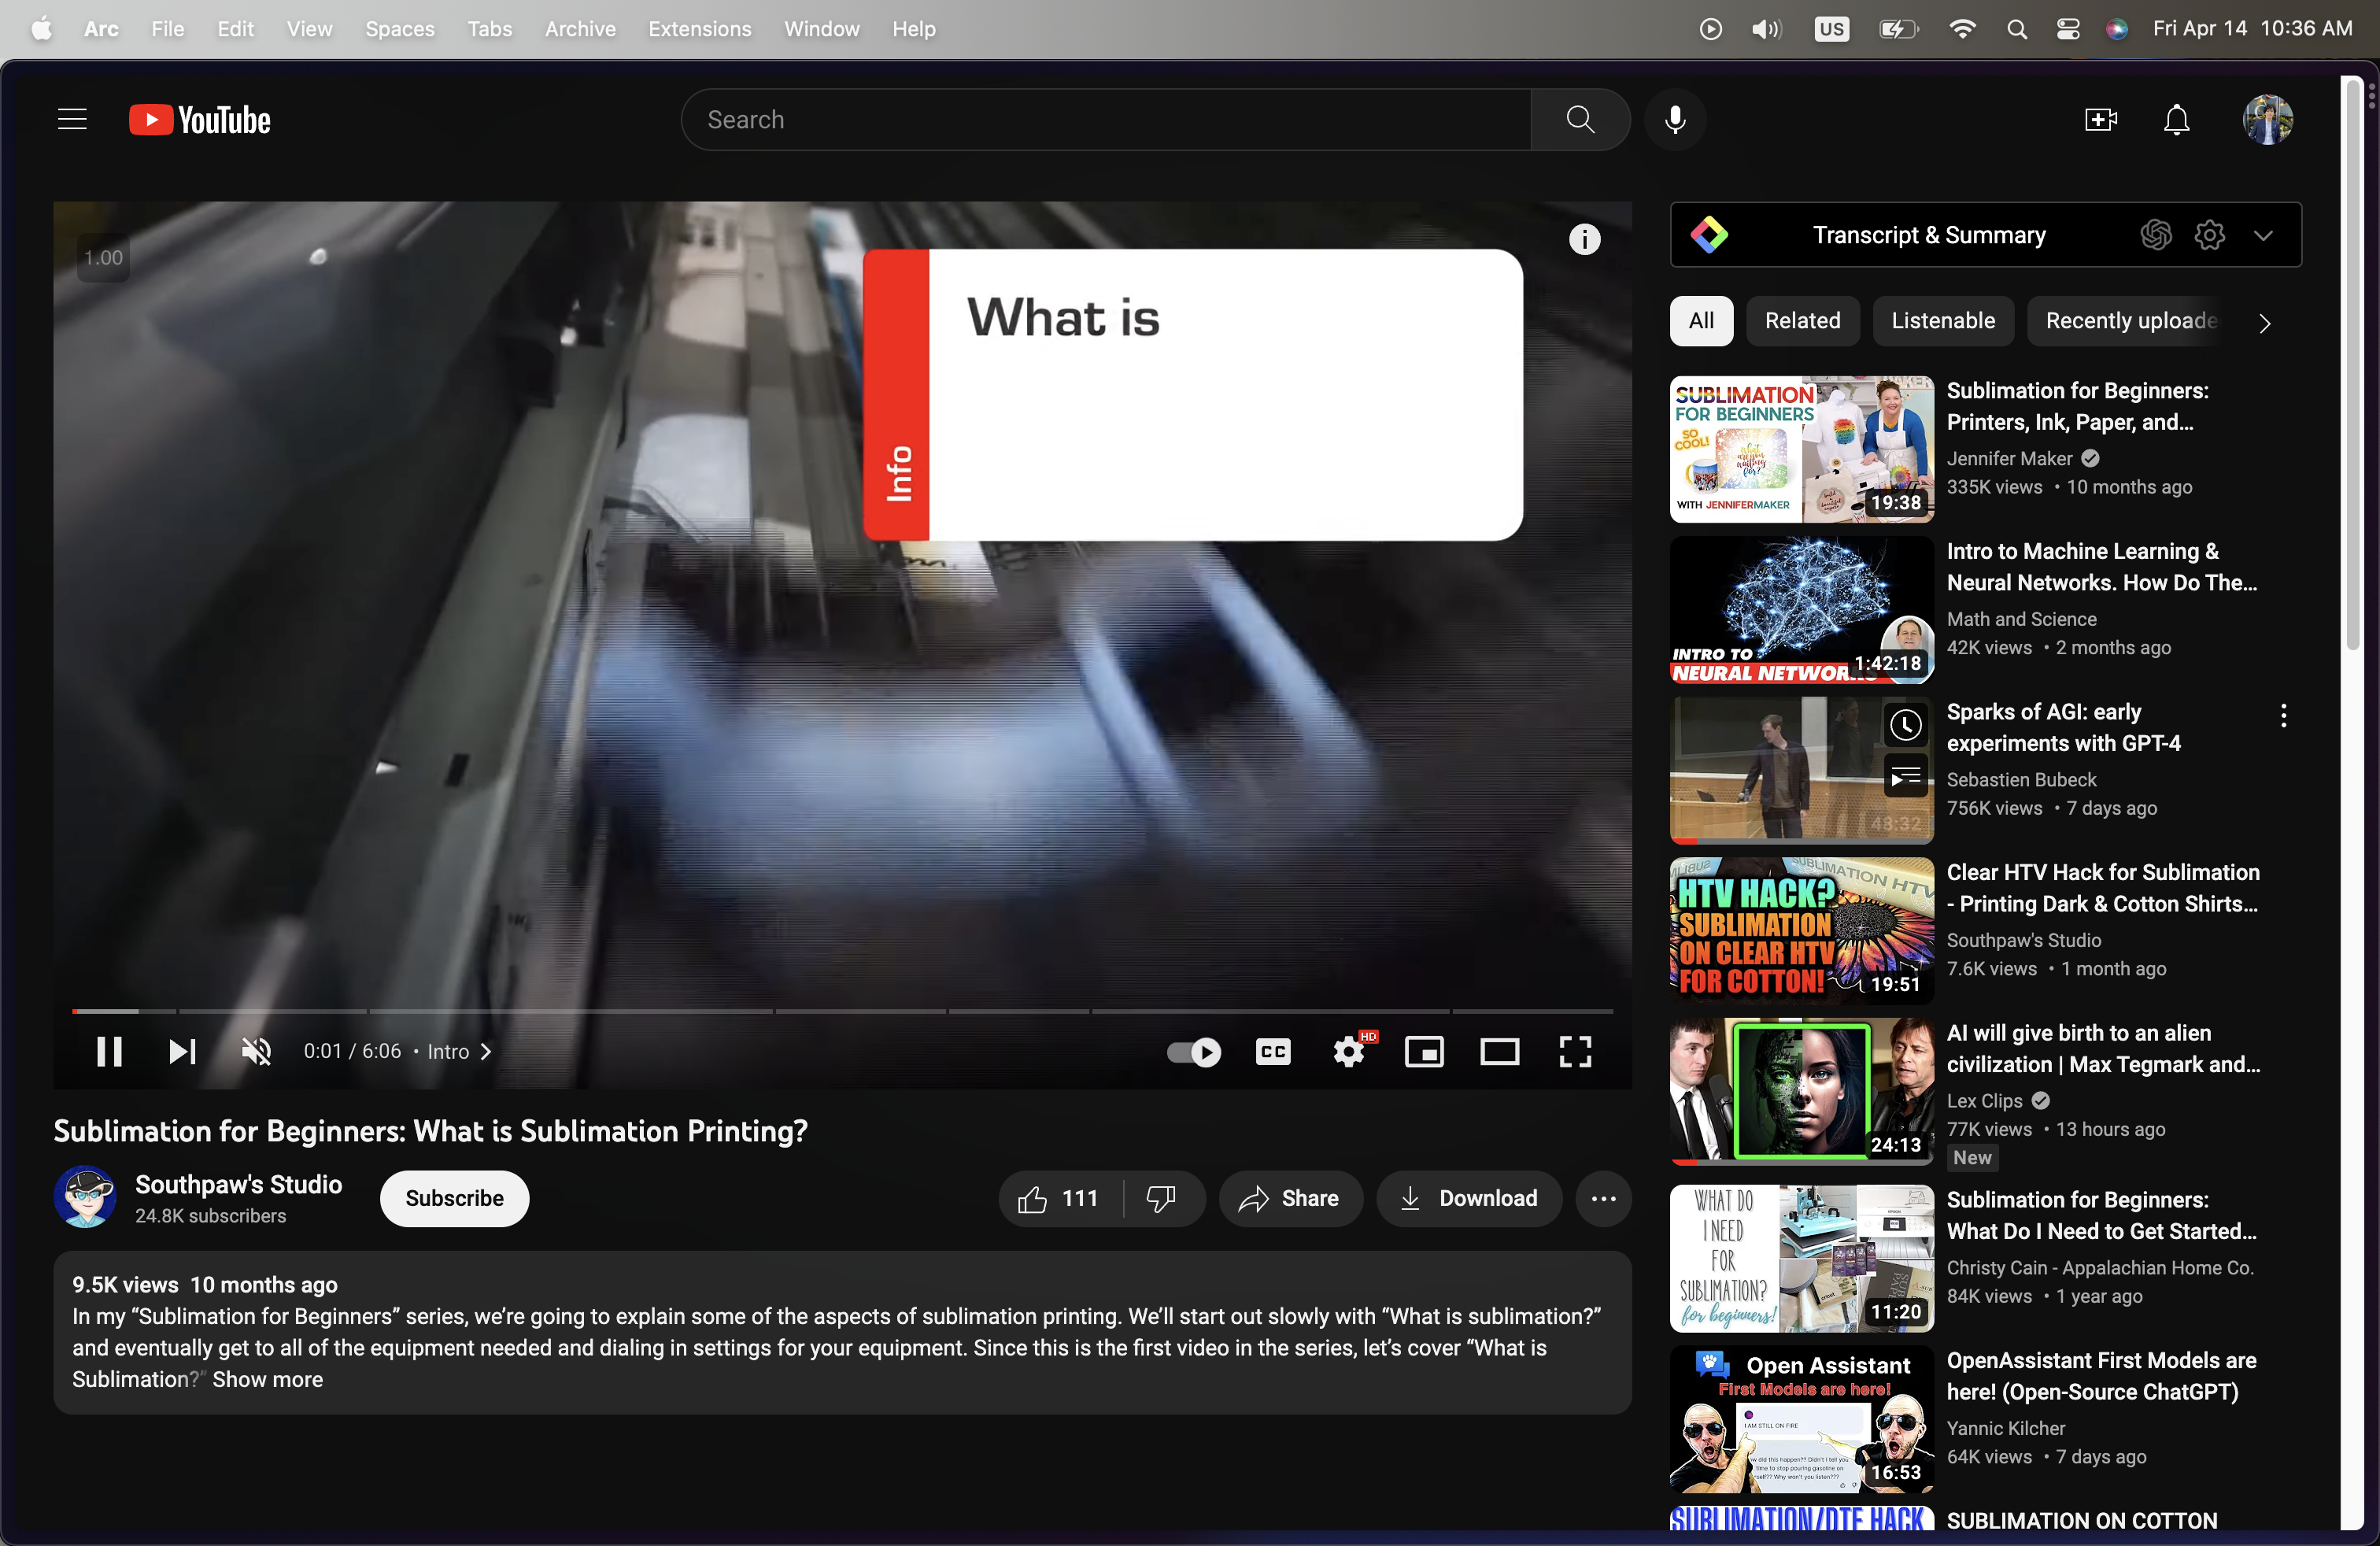 Arc File Edit View Spaces Tabs Archive Extensions Window Help US Fri Apr 14 10:36 AM
YouTube
Search
1.00
What is
Info
0:01 / 6:06 • Intro
CC
HD
Sublimation for Beginners: What is Sublimation Printing?
Southpaw's Studio
24.8K subscribers
Subscribe
111
Share
Download
9.5K views 10 months ago
In my “Sublimation for Beginners” series, we’re going to explain some of the aspects of sublimation printing. We’ll start out slowly with “What is sublimation?”
and eventually get to all of the equipment needed and dialing in settings for your equipment. Since this is the first video in the series, let’s cover “What is
Sublimation?” Show more
Transcript & Summary
All Related Listenable Recently uploade
SUBLIMATION
FOR BEGINNERS
SO
COOL!
WITH JENNIFERMAKER
19:38
Sublimation for Beginners:
Printers, Ink, Paper, and...
Jennifer Maker
335K views • 10 months ago
INTRO TO
NEURAL NETWOR
1:42:18
Intro to Machine Learning &
Neural Networks. How Do The...
Math and Science
42K views • 2 months ago
48:32
Sparks of AGI: early
experiments with GPT-4
Sebastien Bubeck
756K views • 7 days ago
SUBLIMATION HTV
HTV HACK?
SUBLIMATION
ON CLEAR HTV
FOR COTTON!
19:51
Clear HTV Hack for Sublimation
- Printing Dark & Cotton Shirts...
Southpaw's Studio
7.6K views • 1 month ago
24:13
AI will give birth to an alien
civilization | Max Tegmark and...
Lex Clips
77K views • 13 hours ago
New
WHAT DO
I NEED
FOR
SUBLIMATION?
for beginners!
11:20
Sublimation for Beginners:
What Do I Need to Get Started...
Christy Cain - Appalachian Home Co.
84K views • 1 year ago
Open Assistant
First Models are here!
I AM STILL ON FIRE
16:53
OpenAssistant First Models are
here! (Open-Source ChatGPT)
Yannic Kilcher
64K views • 7 days ago
SUBLIMATION/DTF HACK
SUBLIMATION ON COTTON